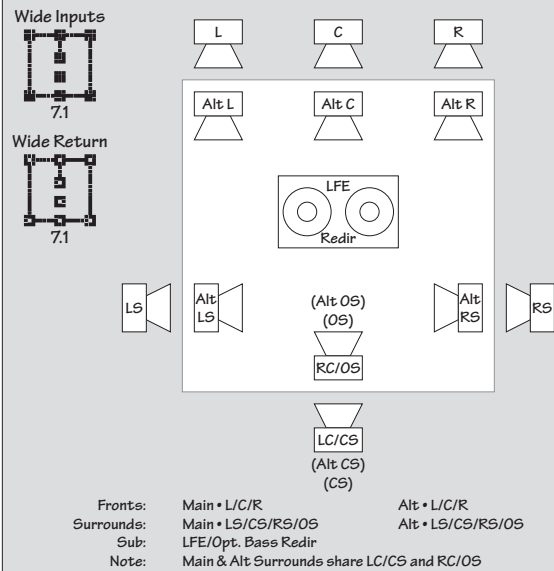 Wide Inputs
7.1
Wide Return
7.1
L
C
R
Alt L
Alt C
Alt R
LFE
Redir
LS
Alt
LS
(Alt OS)
(OS)
RC/OS
Alt
RS
RS
LC/CS
(Alt CS)
(CS)
Fronts: Main • L/C/R Alt • L/C/R
Surrounds: Main • LS/CS/RS/OS Alt • LS/CS/RS/OS
Sub: LFE/Opt. Bass Redir
Note: Main & Alt Surrounds share LC/CS and RC/OS